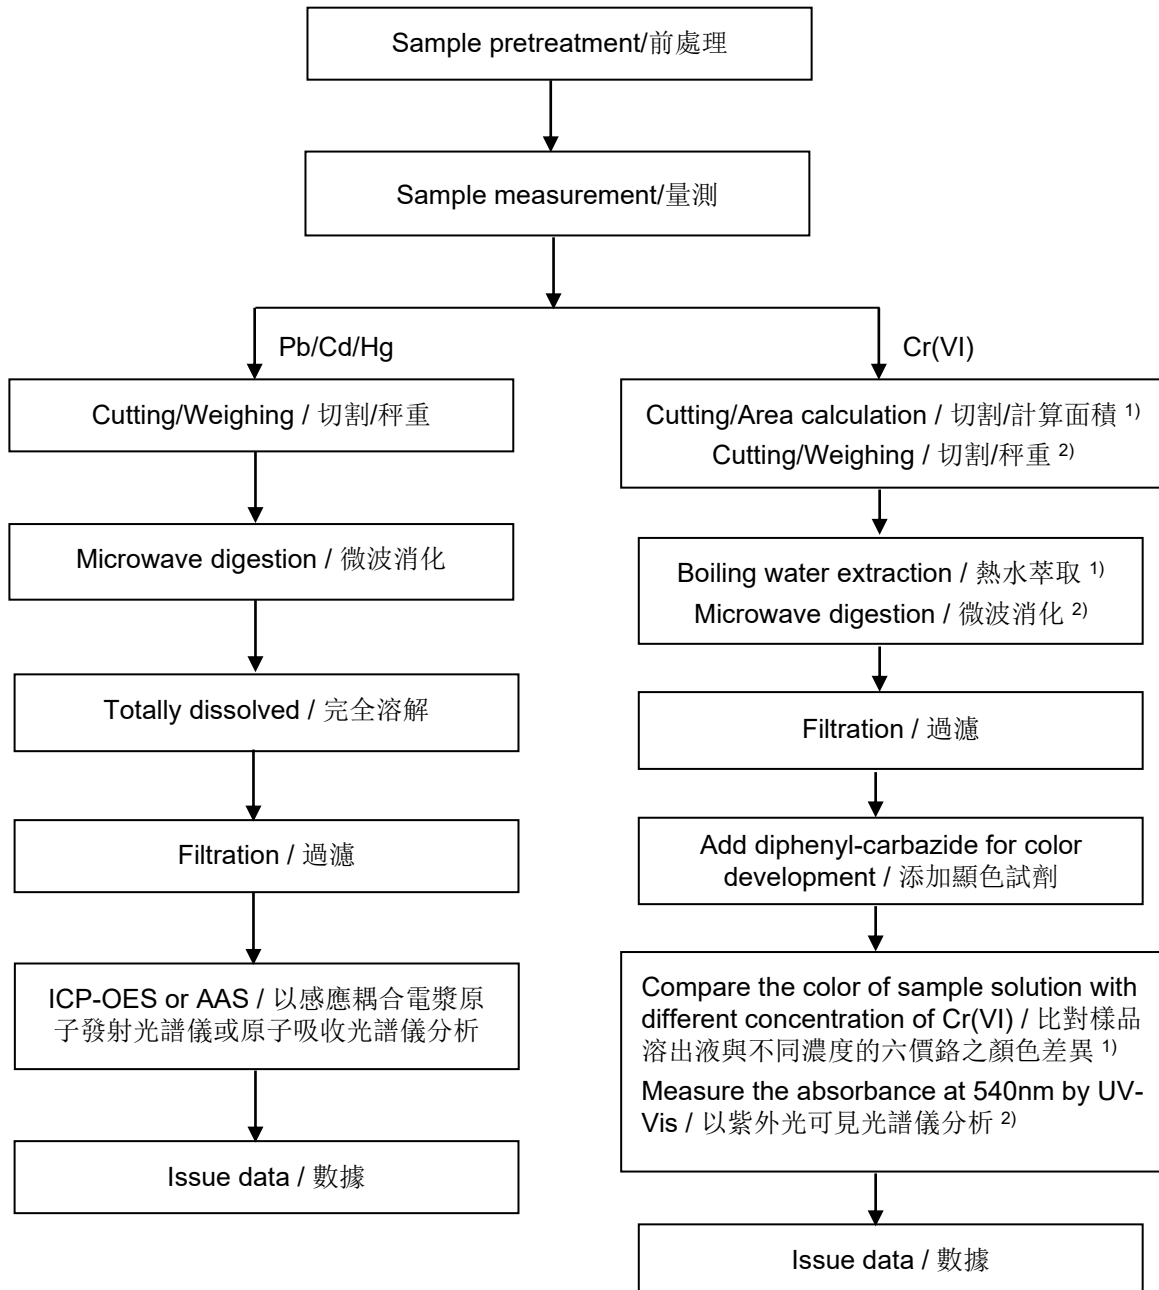 Sample pretreatment/前處理
Sample measurement/量測
Pb/Cd/Hg
Cutting/Weighing / 切割/秤重
Microwave digestion / 微波消化
Totally dissolved / 完全溶解
Filtration / 過濾
ICP-OES or AAS / 以感應耦合電漿原
子發射光譜儀或原子吸收光譜儀分析
Issue data / 數據
Cr(VI)
Cutting/Area calculation / 切割/計算面積 1)
Cutting/Weighing / 切割/秤重 2)
Boiling water extraction / 熱水萃取 1)
Microwave digestion / 微波消化 2)
Filtration / 過濾
Add diphenyl-carbazide for color
development / 添加顯色試劑
Compare the color of sample solution with
different concentration of Cr(VI) / 比對樣品
溶出液與不同濃度的六價鉻之顏色差異 1)
Measure the absorbance at 540nm by UV-
Vis / 以紫外光可見光譜儀分析 2)
Issue data / 數據